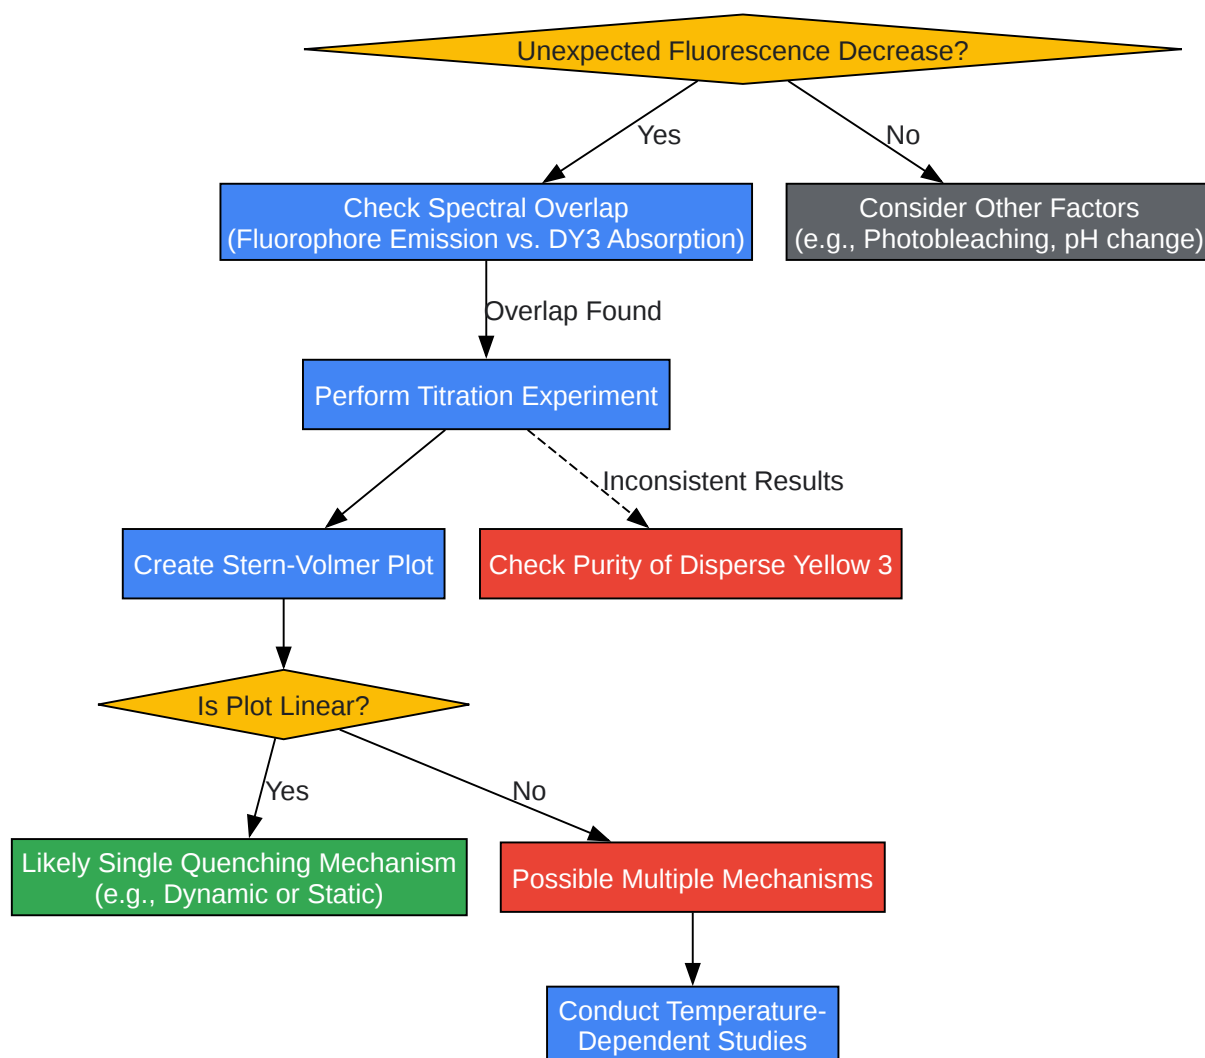 Unexpected Fluorescence Decrease?
Yes
No
Check Spectral Overlap
(Fluorophore Emission vs. DY3 Absorption)
Consider Other Factors
(e.g., Photobleaching, pH change)
Overlap Found
Perform Titration Experiment
Inconsistent Results
Create Stern-Volmer Plot
Check Purity of Disperse Yellow 3
Is Plot Linear?
Yes
No
Likely Single Quenching Mechanism
(e.g., Dynamic or Static)
Possible Multiple Mechanisms
Conduct Temperature-
Dependent Studies